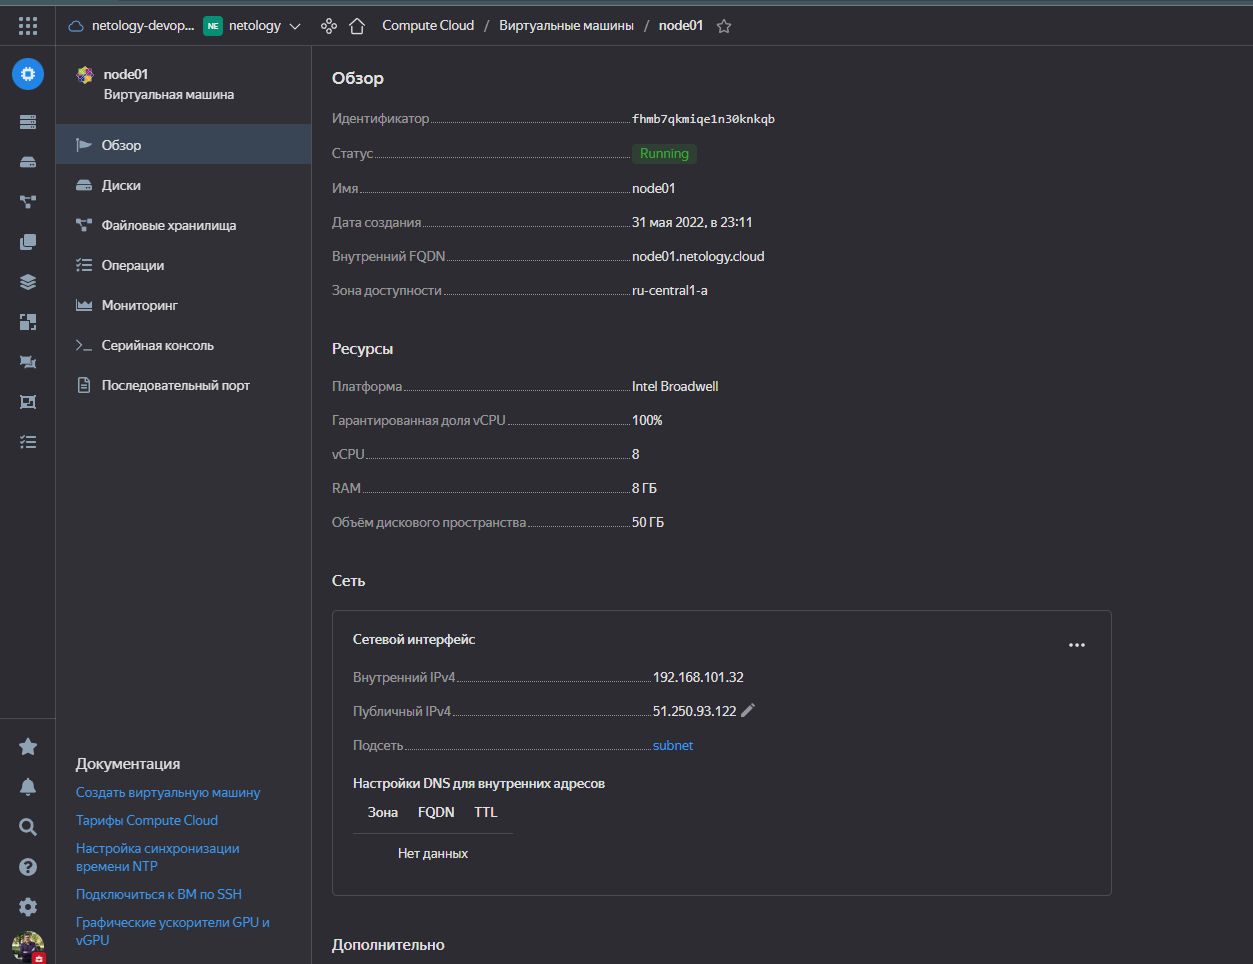 netology-devop...
NE
netology
Compute Cloud / Виртуальные машины / node01
node01
Виртуальная машина
Обзор
Диски
Файловые хранилища
Операции
Мониторинг
Серийная консоль
Последовательный порт
Документация
Создать виртуальную машину
Тарифы Compute Cloud
Настройка синхронизации
времени NTP
Подключиться к ВМ по SSH
Графические ускорители GPU и
vGPU
Обзор
Идентификатор fhmb7qkmiqe1n30knkqb
Статус Running
Имя node01
Дата создания 31 мая 2022, в 23:11
Внутренний FQDN node01.netology.cloud
Зона доступности ru-central1-a
Ресурсы
Платформа Intel Broadwell
Гарантированная доля vCPU 100%
vCPU 8
RAM 8 ГБ
Объём дискового пространства 50 ГБ
Сеть
Сетевой интерфейс
Внутренний IPv4 192.168.101.32
Публичный IPv4 51.250.93.122
Подсеть subnet
Настройки DNS для внутренних адресов
Зона FQDN TTL
Нет данных
Дополнительно